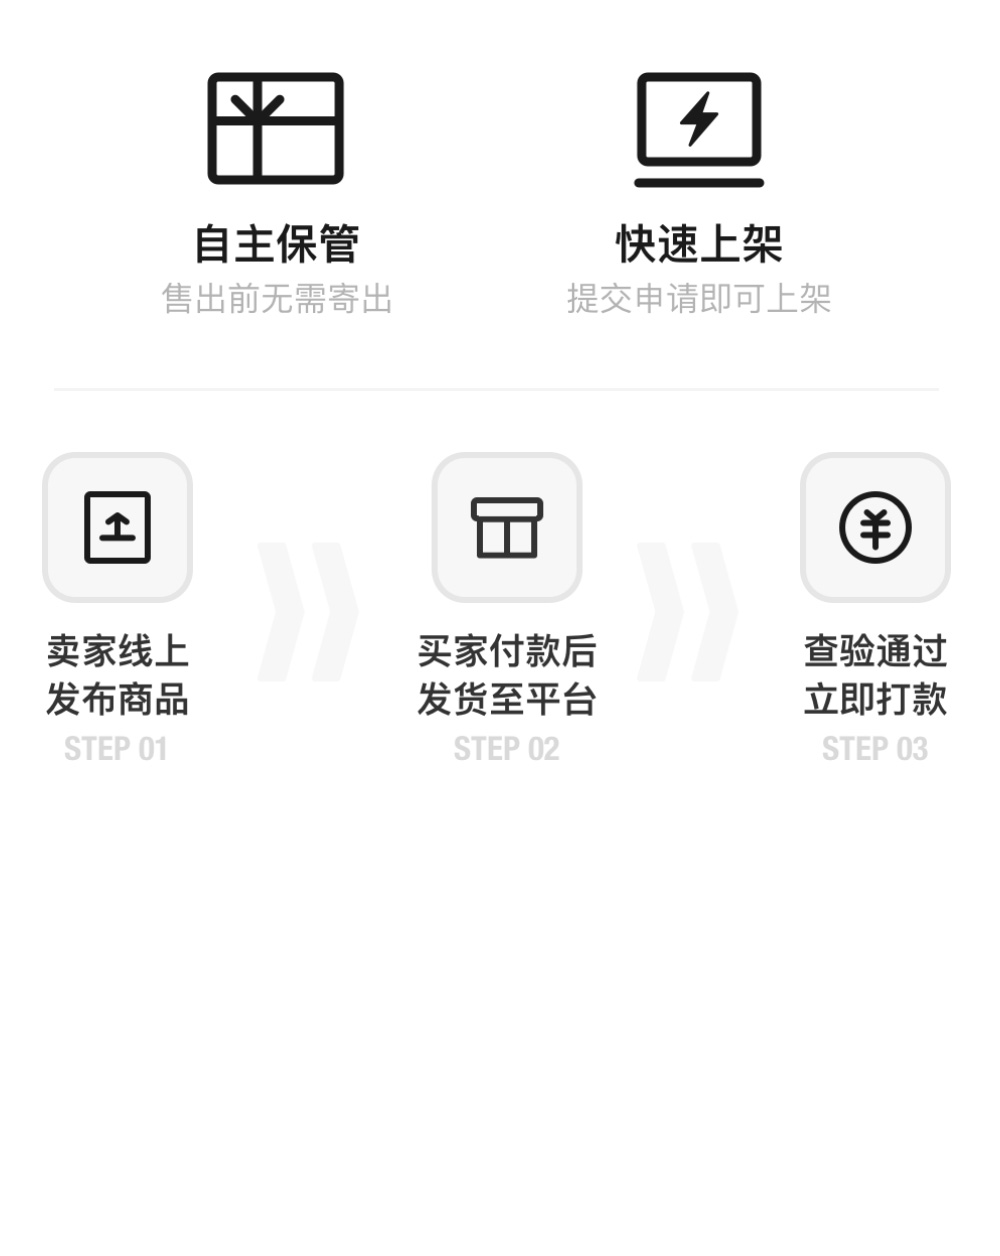 自主保管
快速上架
售出前无需寄出
提交申请即可上架
卖家线上
发布商品
STEP 01
买家付款后
发货至平台
STEP 02
查验通过
立即打款
STEP 03